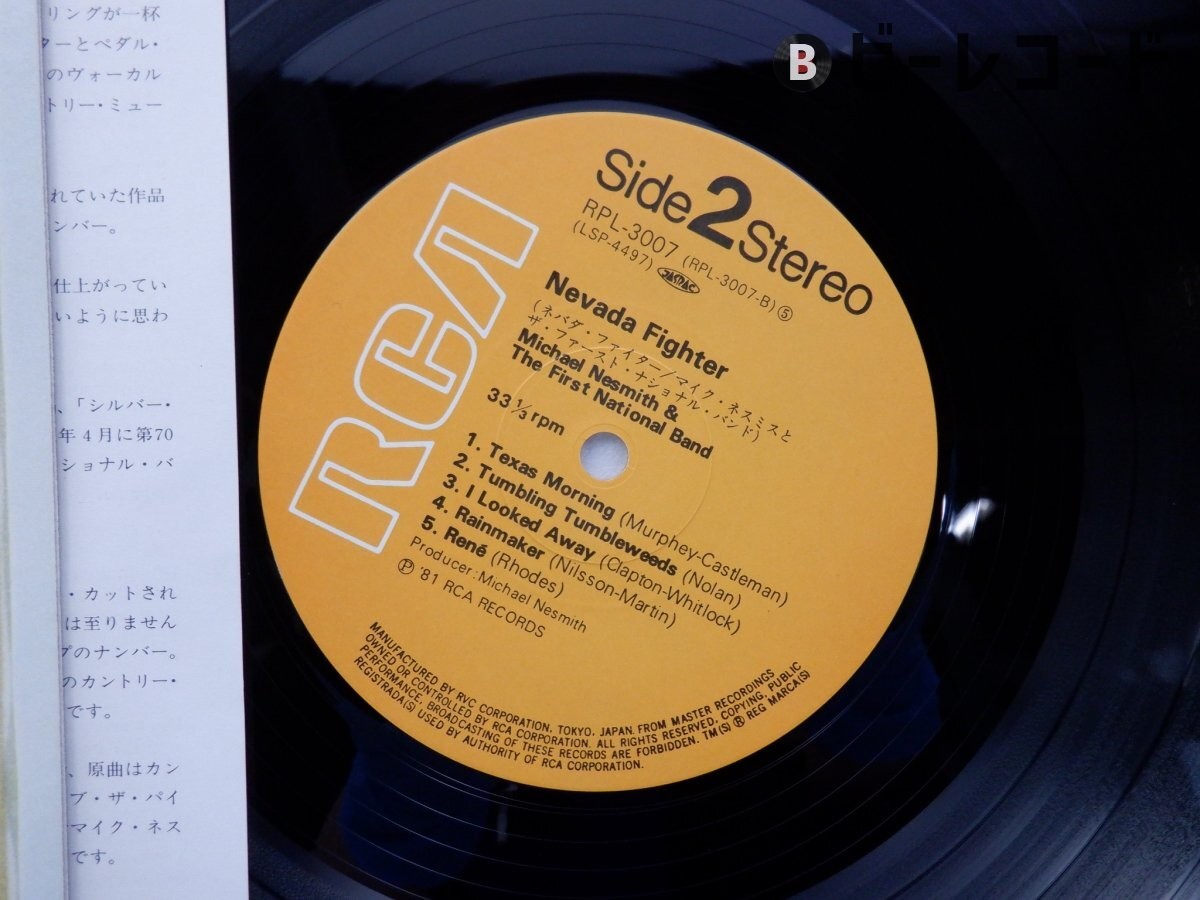 リングが一杯
ターとペダル・
のヴォーカル
トリー・ミュー
れていた作品
ンバー。
仕上がってい
いように思わ
、「シルバー・
年4月に第70
ショナル・バ
・カットされ
は至りません
プのナンバー。
のカントリー・
です。
、原曲はカン
ブ・ザ・パイ
マイク・ネス
です。
B ビーレコード
RCA
Side 2 Stereo
RPL-3007 (RPL-3007-B) ⑤
(LSP-4497) JASRAC
Nevada Fighter
(ネバダ・ファイター/マイク・ネスミスと
ザ・ファースト・ナショナル・バンド)
Michael Nesmith &
The First National Band
33 1/3 rpm
1. Texas Morning (Murphey-Castleman)
2. Tumbling Tumbleweeds (Nolan)
3. I Looked Away (Clapton-Whitlock)
4. Rainmaker (Nilsson-Martin)
5. René (Rhodes)
Producer: Michael Nesmith
Ⓟ '81 RCA RECORDS
MANUFACTURED BY RVC CORPORATION, TOKYO, JAPAN. FROM MASTER RECORDINGS
OWNED OR CONTROLLED BY RCA CORPORATION. ALL RIGHTS RESERVED, COPYING, PUBLIC
PERFORMANCE, BROADCASTING OF THESE RECORDS ARE FORBIDDEN. TM(S) ® REG MARCA(S)
REGISTRADA(S) USED BY AUTHORITY OF RCA CORPORATION.